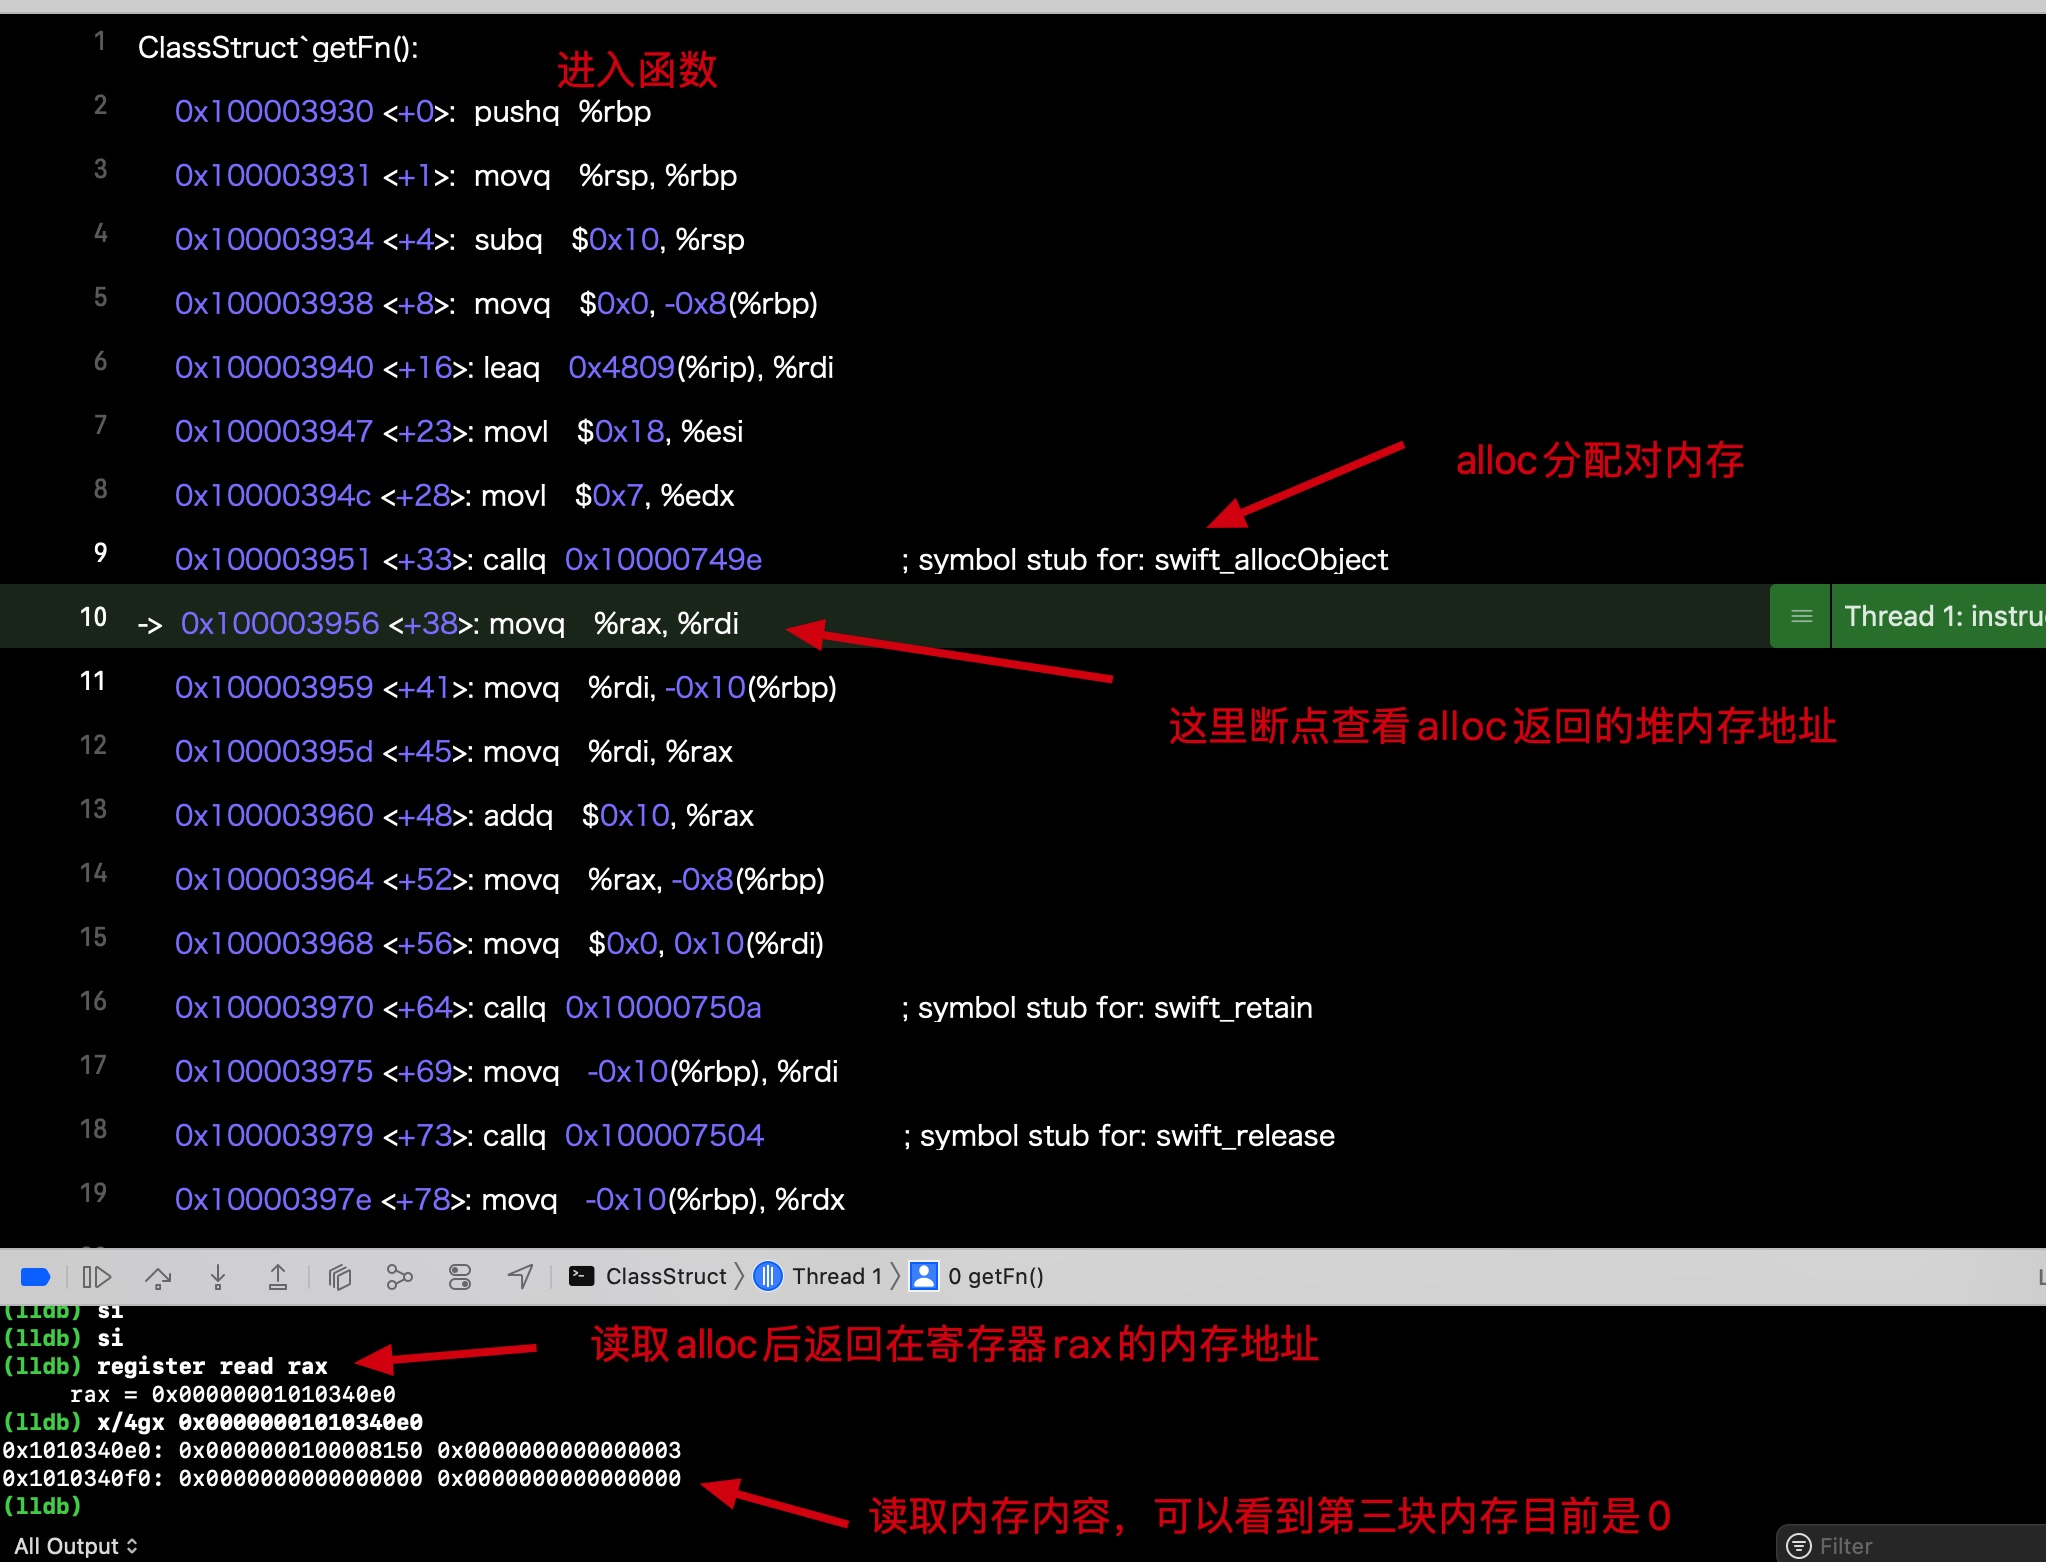 1 ClassStruct`getFn():
进入函数
2 0x100003930 <+0>: pushq %rbp
3 0x100003931 <+1>: movq %rsp, %rbp
4 0x100003934 <+4>: subq $0x10, %rsp
5 0x100003938 <+8>: movq $0x0, -0x8(%rbp)
6 0x100003940 <+16>: leaq 0x4809(%rip), %rdi
7 0x100003947 <+23>: movl $0x18, %esi
alloc分配对内存
8 0x10000394c <+28>: movl $0x7, %edx
9 0x100003951 <+33>: callq 0x10000749e ; symbol stub for: swift_allocObject
10 -> 0x100003956 <+38>: movq %rax, %rdi Thread 1: instru
11 0x100003959 <+41>: movq %rdi, -0x10(%rbp)
这里断点查看alloc返回的堆内存地址
12 0x10000395d <+45>: movq %rdi, %rax
13 0x100003960 <+48>: addq $0x10, %rax
14 0x100003964 <+52>: movq %rax, -0x8(%rbp)
15 0x100003968 <+56>: movq $0x0, 0x10(%rdi)
16 0x100003970 <+64>: callq 0x10000750a ; symbol stub for: swift_retain
17 0x100003975 <+69>: movq -0x10(%rbp), %rdi
18 0x100003979 <+73>: callq 0x100007504 ; symbol stub for: swift_release
19 0x10000397e <+78>: movq -0x10(%rbp), %rdx
ClassStruct Thread 1 0 getFn()
(lldb) si
(lldb) si
读取alloc后返回在寄存器rax的内存地址
(lldb) register read rax
rax = 0x00000001010340e0
(lldb) x/4gx 0x00000001010340e0
0x1010340e0: 0x0000000100008150 0x0000000000000003
0x1010340f0: 0x0000000000000000 0x0000000000000000
(lldb)
读取内存内容，可以看到第三块内存目前是0
All Output Filter